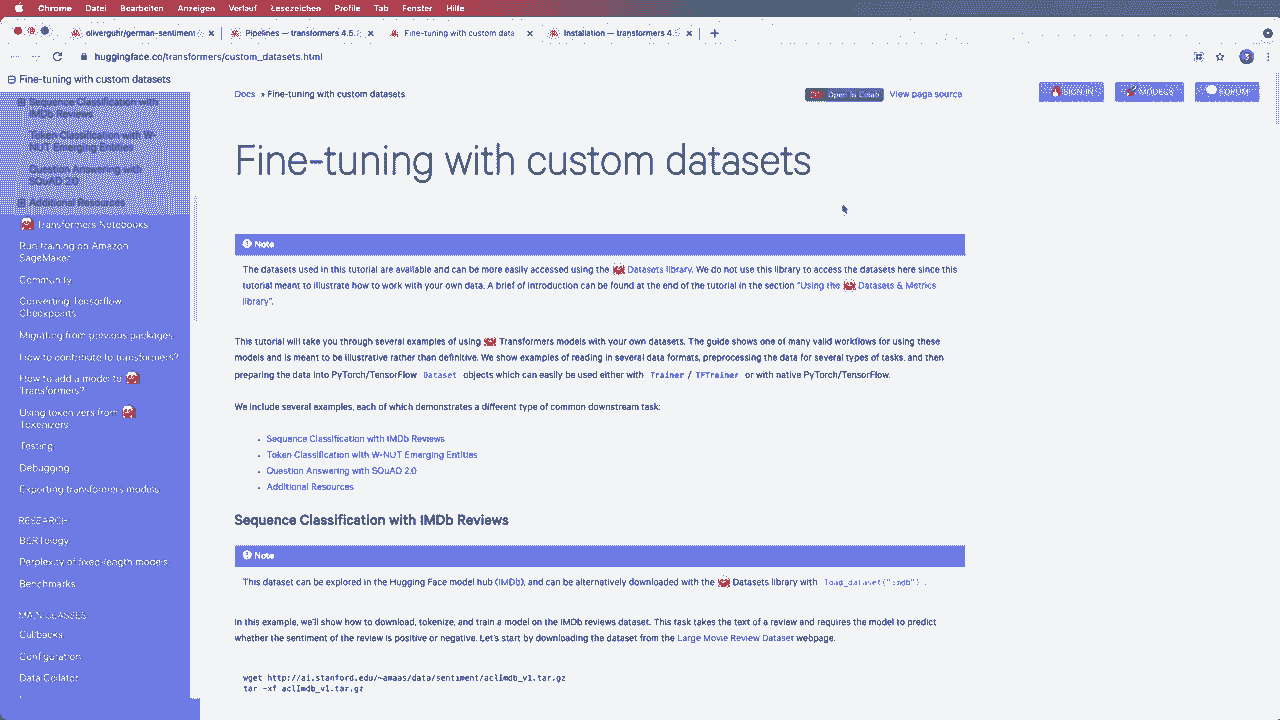 Chrome Datei Bearbeiten Anzeigen Verlauf Lesezeichen Profile Tab Fenster Hilfe
oliverguhr/german-sentiment Pipelines — transformers 4.5. Fine-tuning with custom data Installation — transformers 4.
huggingface.co/transformers/custom_datasets.html
Fine-tuning with custom datasets
Sequence Classification with
IMDb Reviews
Token Classification with W-
NUT Emerging Entities
Question Answering with
SQuAD 2.0
Additional Resources
Transformers Notebooks
Run training on Amazon
SageMaker
Community
Converting Tensorflow
Checkpoints
Migrating from previous packages
How to contribute to transformers?
How to add a model to
Transformers?
Using tokenizers from
Tokenizers
Testing
Debugging
Exporting transformers models
RESEARCH
BERTology
Perplexity of fixed-length models
Benchmarks
MAIN CLASSES
Callbacks
Configuration
Data Collator
Docs » Fine-tuning with custom datasets
Open in Colab View page source
SIGN IN MODELS FORUM
Fine-tuning with custom datasets
Note
The datasets used in this tutorial are available and can be more easily accessed using the Datasets library. We do not use this library to access the datasets here since this
tutorial meant to illustrate how to work with your own data. A brief of introduction can be found at the end of the tutorial in the section "Using the Datasets & Metrics
library".
This tutorial will take you through several examples of using Transformers models with your own datasets. The guide shows one of many valid workflows for using these
models and is meant to be illustrative rather than definitive. We show examples of reading in several data formats, preprocessing the data for several types of tasks, and then
preparing the data into PyTorch/TensorFlow Dataset objects which can easily be used either with Trainer / TFTrainer or with native PyTorch/TensorFlow.
We include several examples, each of which demonstrates a different type of common downstream task:
• Sequence Classification with IMDb Reviews
• Token Classification with W-NUT Emerging Entities
• Question Answering with SQuAD 2.0
• Additional Resources
Sequence Classification with IMDb Reviews
Note
This dataset can be explored in the Hugging Face model hub (IMDb), and can be alternatively downloaded with the Datasets library with load_dataset("imdb") .
In this example, we'll show how to download, tokenize, and train a model on the IMDb reviews dataset. This task takes the text of a review and requires the model to predict
whether the sentiment of the review is positive or negative. Let's start by downloading the dataset from the Large Movie Review Dataset webpage.
wget http://ai.stanford.edu/~amaas/data/sentiment/aclImdb_v1.tar.gz
tar -xf aclImdb_v1.tar.gz